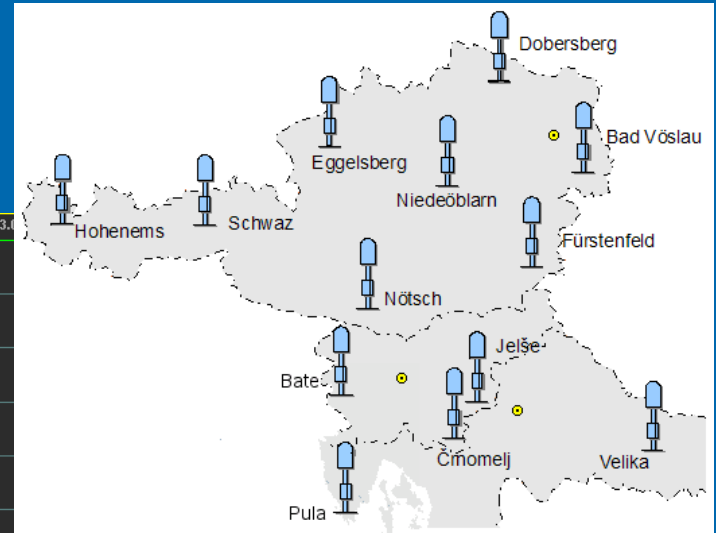 Dobersberg
Bad Vöslau
Eggelsberg
Niedeöblarn
Hohenems
Schwaz
Fürstenfeld
Nötsch
Jelše
Bate
Črnomelj
Velika
Pula